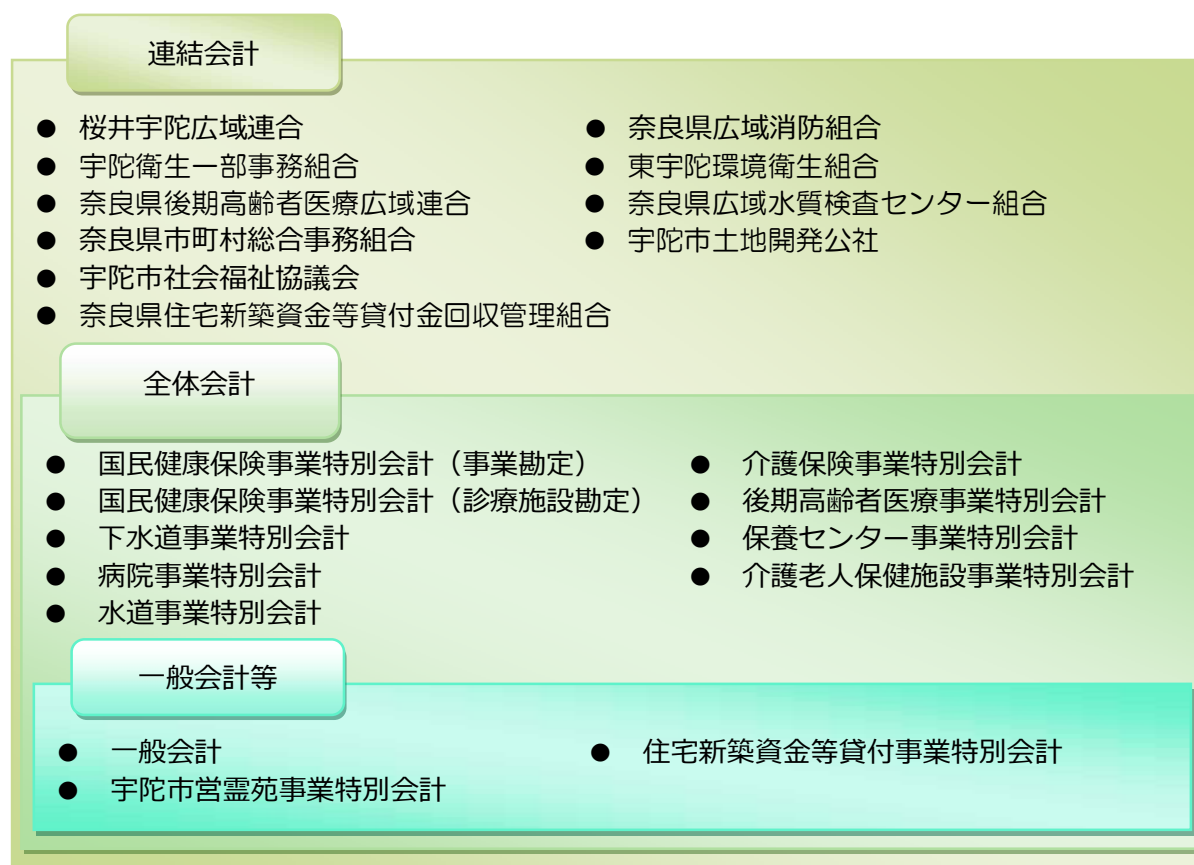 連結会計
● 桜井宇陀広域連合
● 奈良県広域消防組合
● 宇陀衛生一部事務組合
● 東宇陀環境衛生組合
● 奈良県後期高齢者医療広域連合
● 奈良県広域水質検査センター組合
● 奈良県市町村総合事務組合
● 宇陀市土地開発公社
● 宇陀市社会福祉協議会
● 奈良県住宅新築資金等貸付金回収管理組合
全体会計
● 国民健康保険事業特別会計（事業勘定）
● 介護保険事業特別会計
● 国民健康保険事業特別会計（診療施設勘定）
● 後期高齢者医療事業特別会計
● 下水道事業特別会計
● 保養センター事業特別会計
● 病院事業特別会計
● 介護老人保健施設事業特別会計
● 水道事業特別会計
一般会計等
● 一般会計
● 住宅新築資金等貸付事業特別会計
● 宇陀市営霊苑事業特別会計